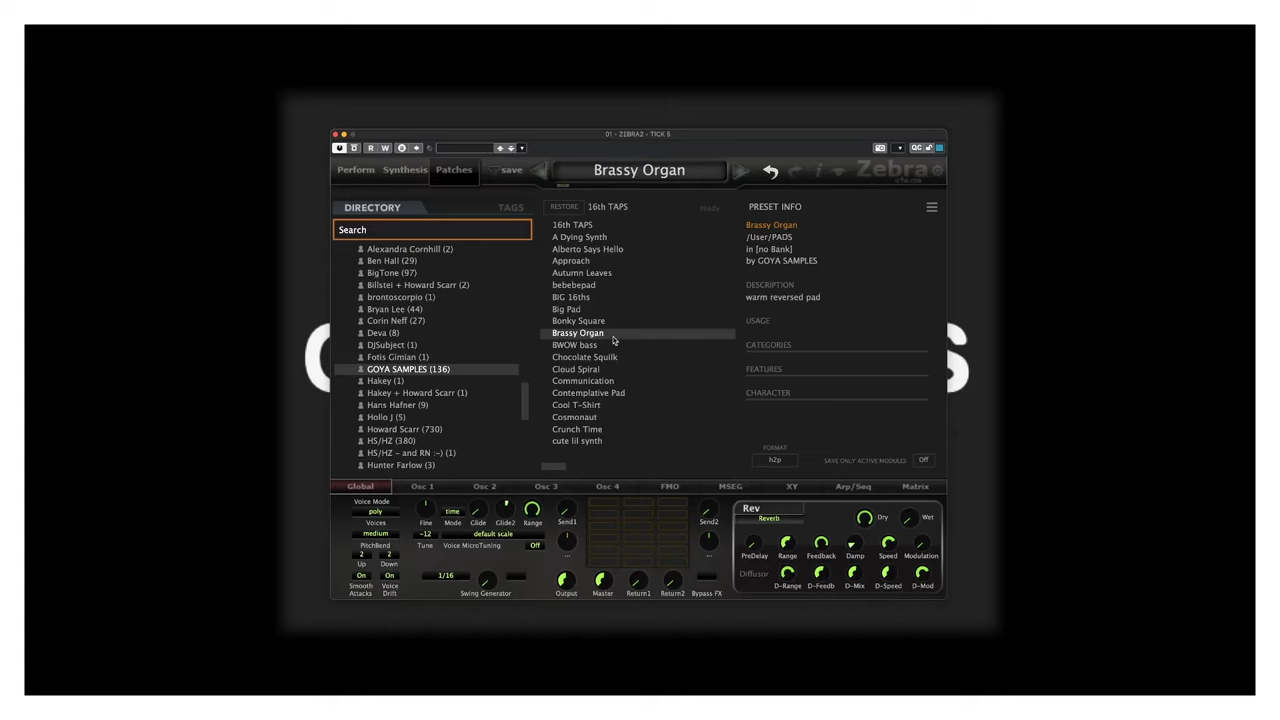 01 - ZEBRA2 - TICK 5
R W
QC
Perform Synthesis Patches save Brassy Organ Zebra
DIRECTORY TAGS
Search
Alexandra Cornhill (2)
Ben Hall (29)
BigTone (97)
Billstei + Howard Scarr (2)
brontoscorpio (1)
Bryan Lee (44)
Corin Neff (27)
Deva (8)
DJSubject (1)
Fotis Gimian (1)
GOYA SAMPLES (136)
Hakey (1)
Hakey + Howard Scarr (1)
Hans Hafner (9)
Hollo J (5)
Howard Scarr (730)
HS/HZ (380)
HS/HZ - and RN :-) (1)
Hunter Farlow (3)
RESTORE 16th TAPS ready
16th TAPS
A Dying Synth
Alberto Says Hello
Approach
Autumn Leaves
bebebepad
BIG 16ths
Big Pad
Bonky Square
Brassy Organ
BWOW bass
Chocolate Squilk
Cloud Spiral
Communication
Contemplative Pad
Cool T-Shirt
Cosmonaut
Crunch Time
cute lil synth
PRESET INFO
Brassy Organ
/User/PADS
in [no Bank]
by GOYA SAMPLES
DESCRIPTION
warm reversed pad
USAGE
CATEGORIES
FEATURES
CHARACTER
FORMAT
h2p SAVE ONLY ACTIVE MODULES Off
Global Osc 1 Osc 2 Osc 3 Osc 4 FMO MSEG XY Arp/Seq Matrix
Voice Mode
poly
Voices
medium
PitchBend
2 2
Up Down
On On
Smooth Voice
Attacks Drift
time
Fine Mode Glide Glide2 Range
-12 default scale
Tune Voice MicroTuning Off
1/16
Swing Generator
Send1
...
Send2
...
Output Master Return1 Return2 Bypass FX
Rev
Reverb
Dry Wet
PreDelay Range Feedback Damp Speed Modulation
Diffusor
D-Range D-Feedb D-Mix D-Speed D-Mod